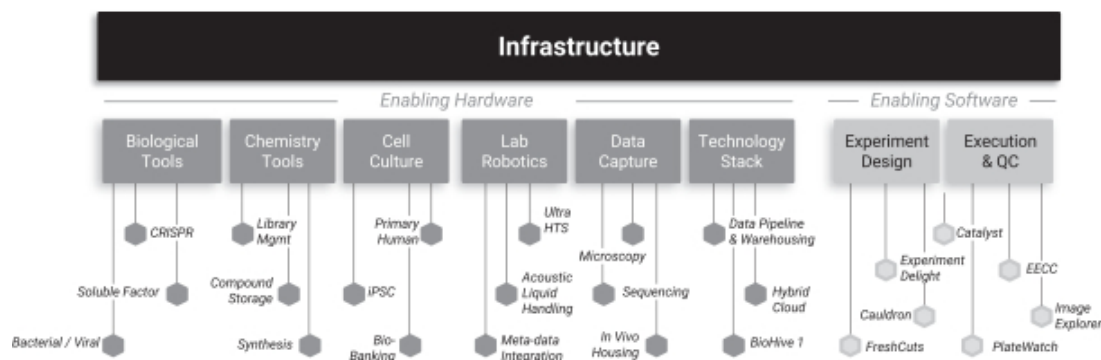 Infrastructure
Enabling Hardware
Enabling Software
Biological
Tools
Chemistry
Tools
Cell
Culture
Lab
Robotics
Data
Capture
Technology
Stack
Experiment
Design
Execution
& QC
CRISPR
Soluble Factor
Bacterial / Viral
Library
Mgmt
Compound
Storage
Synthesis
Primary
Human
iPSC
Bio-
Banking
Ultra
HTS
Acoustic
Liquid
Handling
Meta-data
Integration
Microscopy
Sequencing
In Vivo
Housing
Data Pipeline
& Warehousing
Hybrid
Cloud
BioHive 1
Experiment
Delight
Cauldron
FreshCuts
Catalyst
EECC
Image
Explorer
PlateWatch